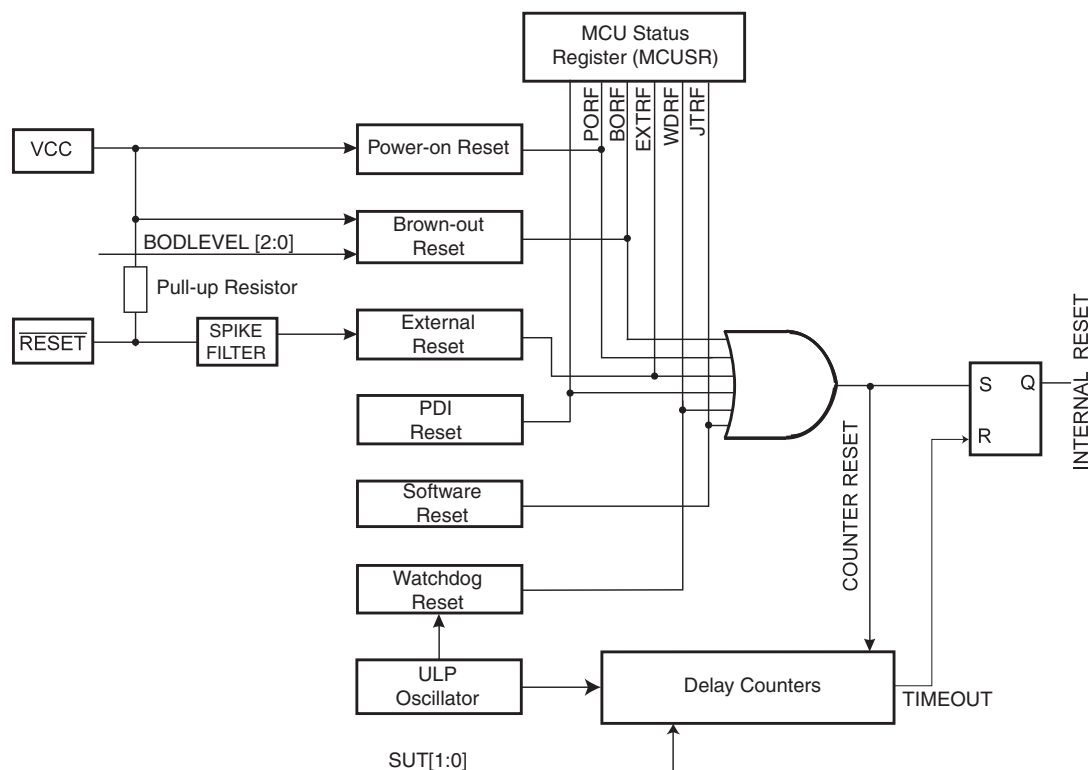 MCU Status
Register (MCUSR)
PORF
BORF
EXTRF
WDRF
JTRF
VCC
Power-on Reset
Brown-out
Reset
BODLEVEL [2:0]
Pull-up Resistor
RESET
SPIKE
FILTER
External
Reset
PDI
Reset
Software
Reset
Watchdog
Reset
ULP
Oscillator
SUT[1:0]
Delay Counters
TIMEOUT
COUNTER RESET
S
Q
R
INTERNAL RESET